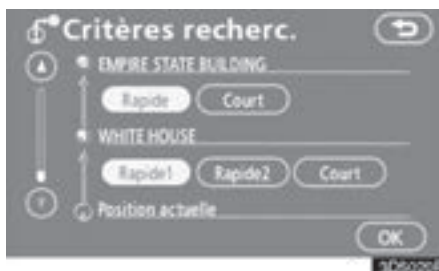 Critères recherc.
EMPIRE STATE BUILDING
Rapide Court
WHITE HOUSE
Rapide1 Rapide2 Court
Position actuelle
OK